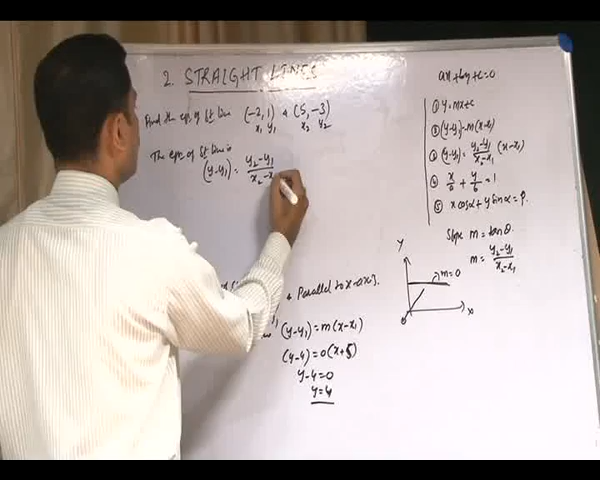 2. STRAIGHT LINES
Find the eqn. of St line (-2, 1) & (5, -3)
x₁ y₁ x₂ y₂
The eqn of St line is
(y-y₁) = y₂-y₁ / x₂-x
& Parallel to x-axis.
(y-y₁) = m(x-x₁)
(y-4) = 0(x+5)
y-4=0
y=4
ax+by+c=0
① y=mx+c
② (y-y₁)=m(x-x₁)
③ (y-y₁)= y₂-y₁ / x₂-x₁ (x-x₁)
④ x/a + y/b = 1
⑤ x cosα + y sinα = P.
Slope m = tanθ.
m = y₂-y₁ / x₂-x₁
Y
m=0
X